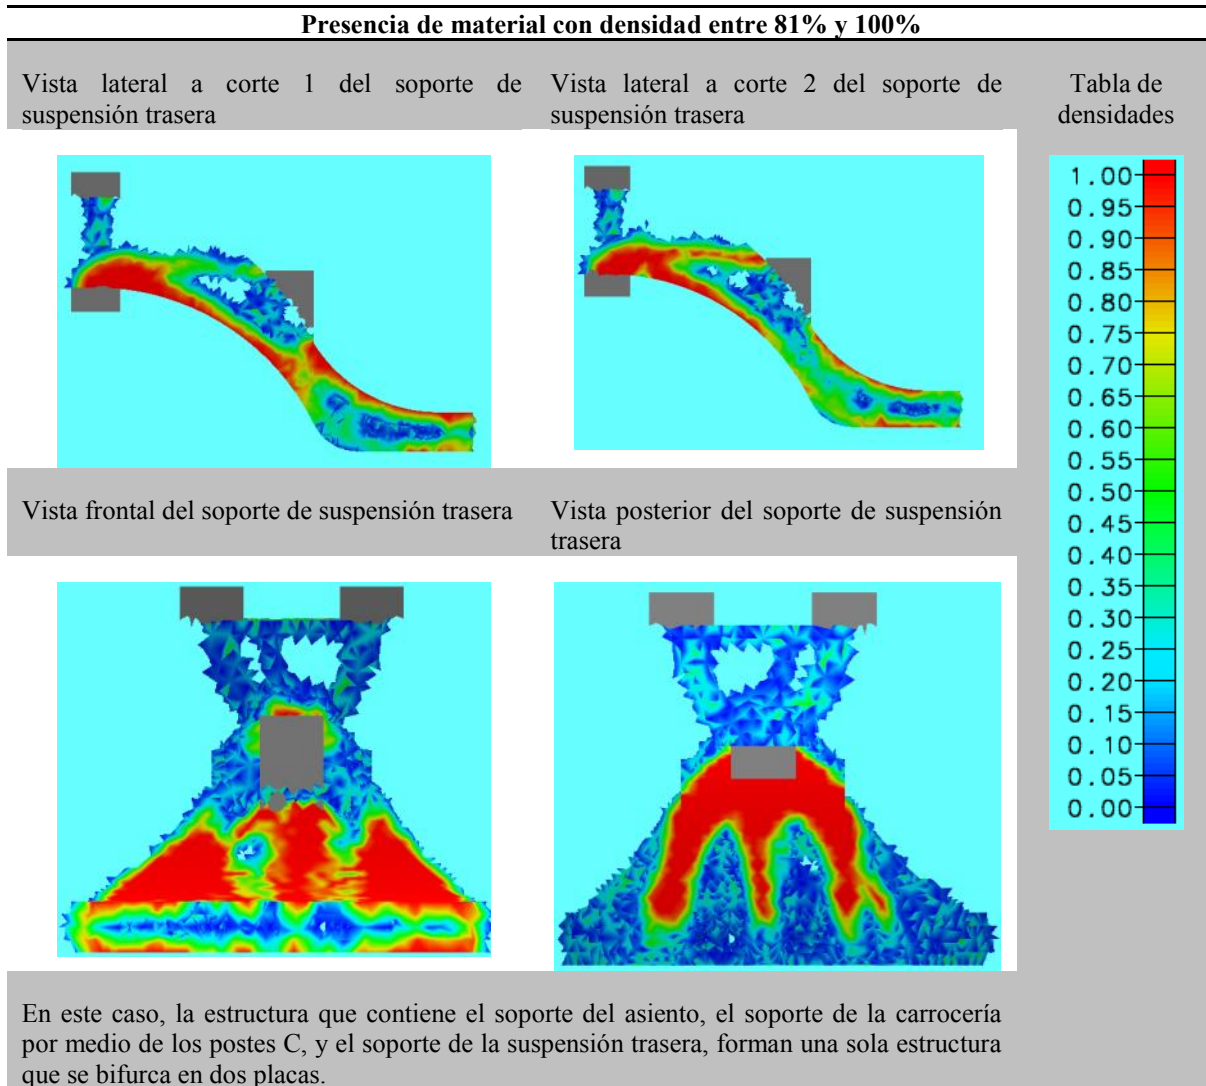 Presencia de material con densidad entre 81% y 100%
Vista lateral a corte 1 del soporte de
suspensión trasera
Vista lateral a corte 2 del soporte de
suspensión trasera
Tabla de
densidades
1.00
0.95
0.90
0.85
0.80
0.75
0.70
0.65
0.60
0.55
0.50
0.45
0.40
0.35
0.30
0.25
0.20
0.15
0.10
0.05
0.00
Vista frontal del soporte de suspensión trasera
Vista posterior del soporte de suspensión
trasera
En este caso, la estructura que contiene el soporte del asiento, el soporte de la carrocería
por medio de los postes C, y el soporte de la suspensión trasera, forman una sola estructura
que se bifurca en dos placas.